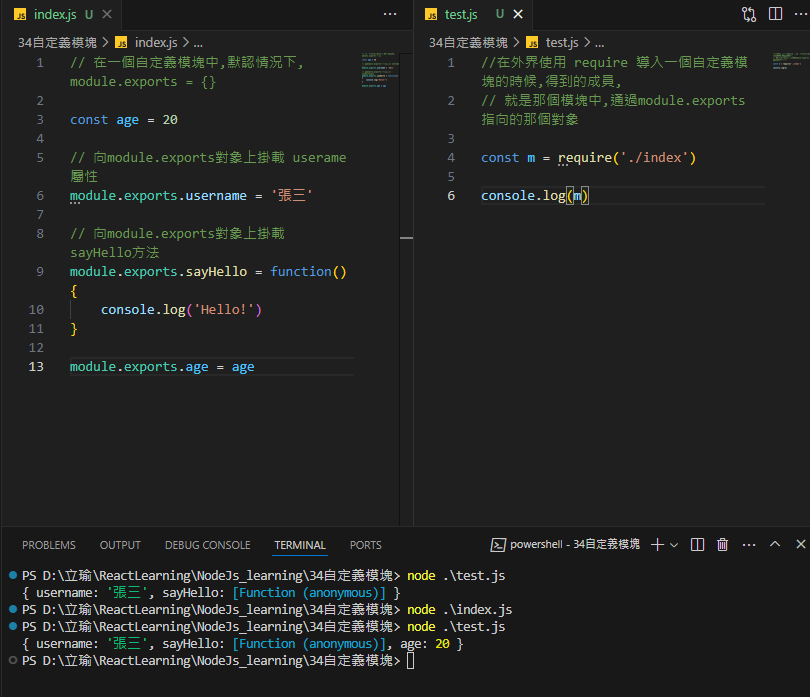 JS index.js U
JS test.js U
34自定義模塊 > JS index.js > ...
1 // 在一個自定義模塊中,默認情況下,
module.exports = {}
2
3 const age = 20
4
5 // 向module.exports對象上掛載 userame
屬性
6 module.exports.username = '張三'
7
8 // 向module.exports對象上掛載
sayHello方法
9 module.exports.sayHello = function()
{
10 console.log('Hello!')
11 }
12
13 module.exports.age = age
34自定義模塊 > JS test.js > ...
1 //在外界使用 require 導入一個自定義模
塊的時候,得到的成員,
2 // 就是那個模塊中,通過module.exports
指向的那個對象
3
4 const m = require('./index')
5
6 console.log(m)
PROBLEMS OUTPUT DEBUG CONSOLE TERMINAL PORTS powershell - 34自定義模塊
PS D:\立瑜\ReactLearning\NodeJs_learning\34自定義模塊> node .\test.js
{ username: '張三', sayHello: [Function (anonymous)] }
PS D:\立瑜\ReactLearning\NodeJs_learning\34自定義模塊> node .\index.js
PS D:\立瑜\ReactLearning\NodeJs_learning\34自定義模塊> node .\test.js
{ username: '張三', sayHello: [Function (anonymous)], age: 20 }
PS D:\立瑜\ReactLearning\NodeJs_learning\34自定義模塊>